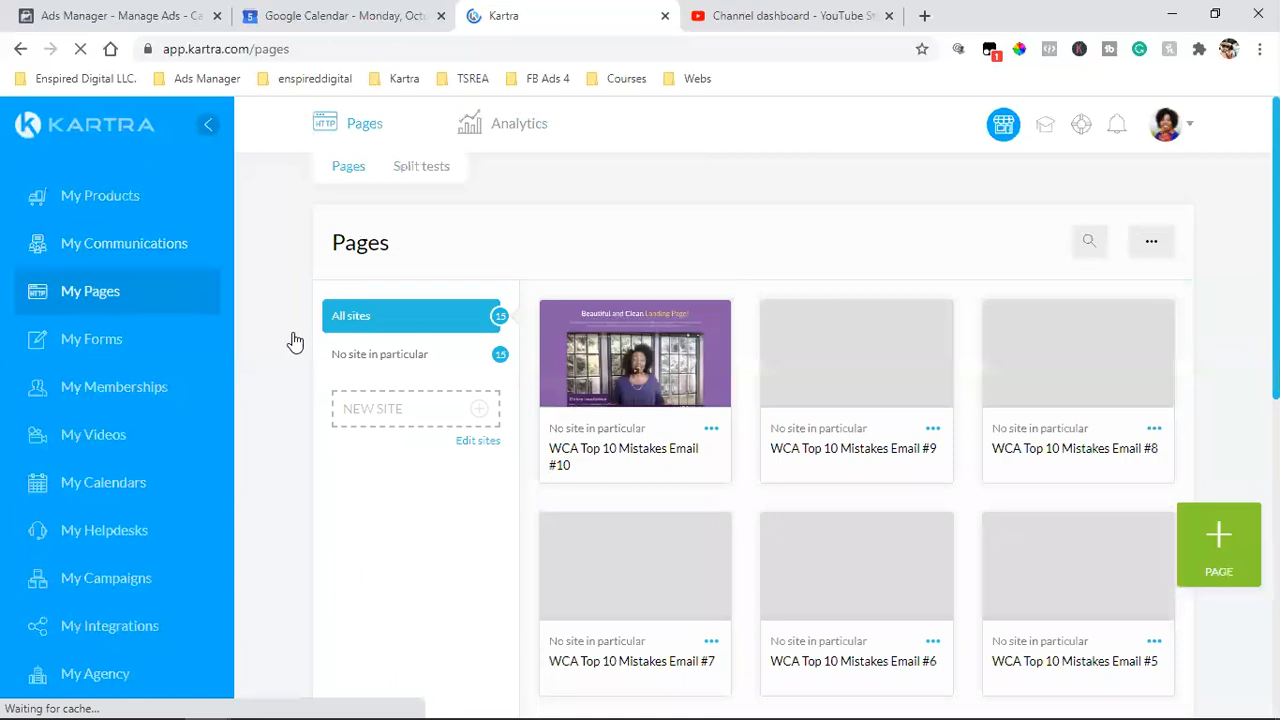 Ads Manager - Manage Ads - Ca
Google Calendar - Monday, Octo
Kartra
Channel dashboard - YouTube St
app.kartra.com/pages
1
Enspired Digital LLC.
Ads Manager
enspireddigital
Kartra
TSREA
FB Ads 4
Courses
Webs
KARTRA
Pages
Analytics
My Products
My Communications
My Pages
My Forms
My Memberships
My Videos
My Calendars
My Helpdesks
My Campaigns
My Integrations
My Agency
Pages
Split tests
Pages
All sites
15
No site in particular
15
NEW SITE
Edit sites
Beautiful and Clean Landing Page!
No site in particular
WCA Top 10 Mistakes Email
#10
No site in particular
WCA Top 10 Mistakes Email #9
No site in particular
WCA Top 10 Mistakes Email #8
No site in particular
WCA Top 10 Mistakes Email #7
No site in particular
WCA Top 10 Mistakes Email #6
No site in particular
WCA Top 10 Mistakes Email #5
PAGE
Waiting for cache...